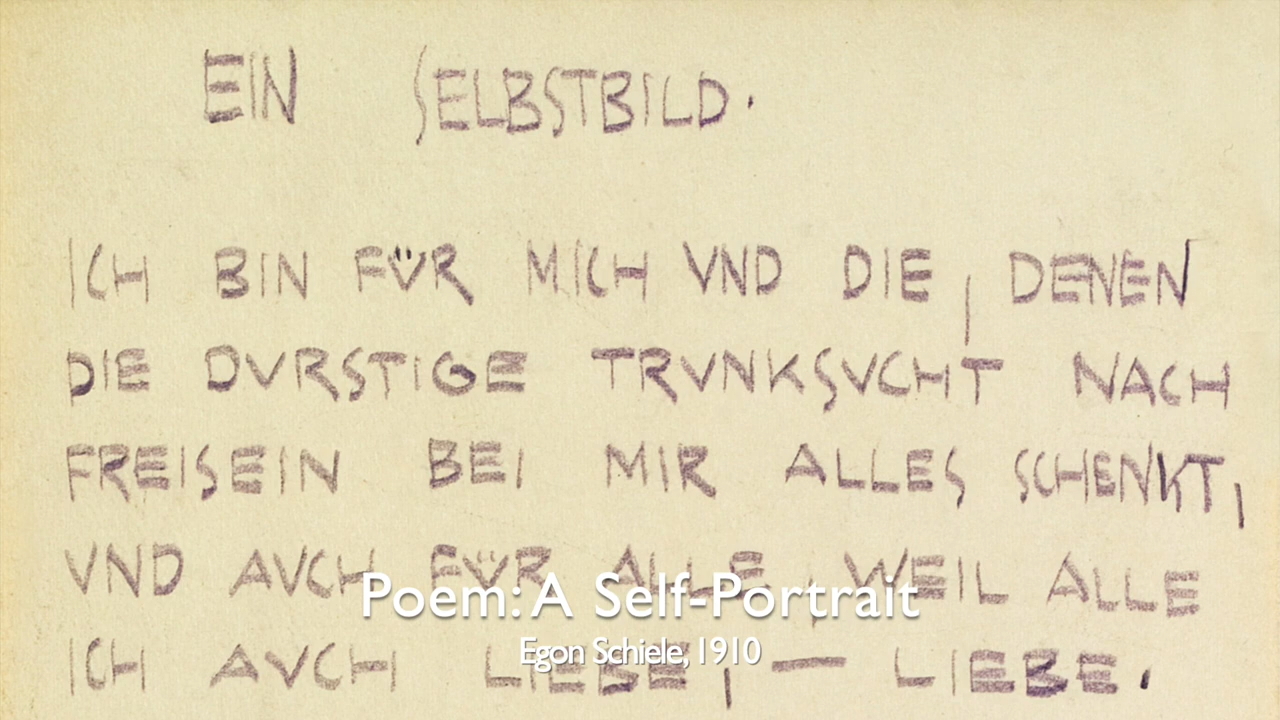 EIN SELBSTBILD.
ICH BIN FÜR MICH VND DIE, DENEN
DIE DVRSTIGE TRVNKSVCHT NACH
FREISEIN BEI MIR ALLES SCHENKT,
VND AVCH FÜR ALLE, WEIL ALLE
ICH AVCH LIEBE, — LIEBE.
Poem: A Self-Portrait
Egon Schiele, 1910